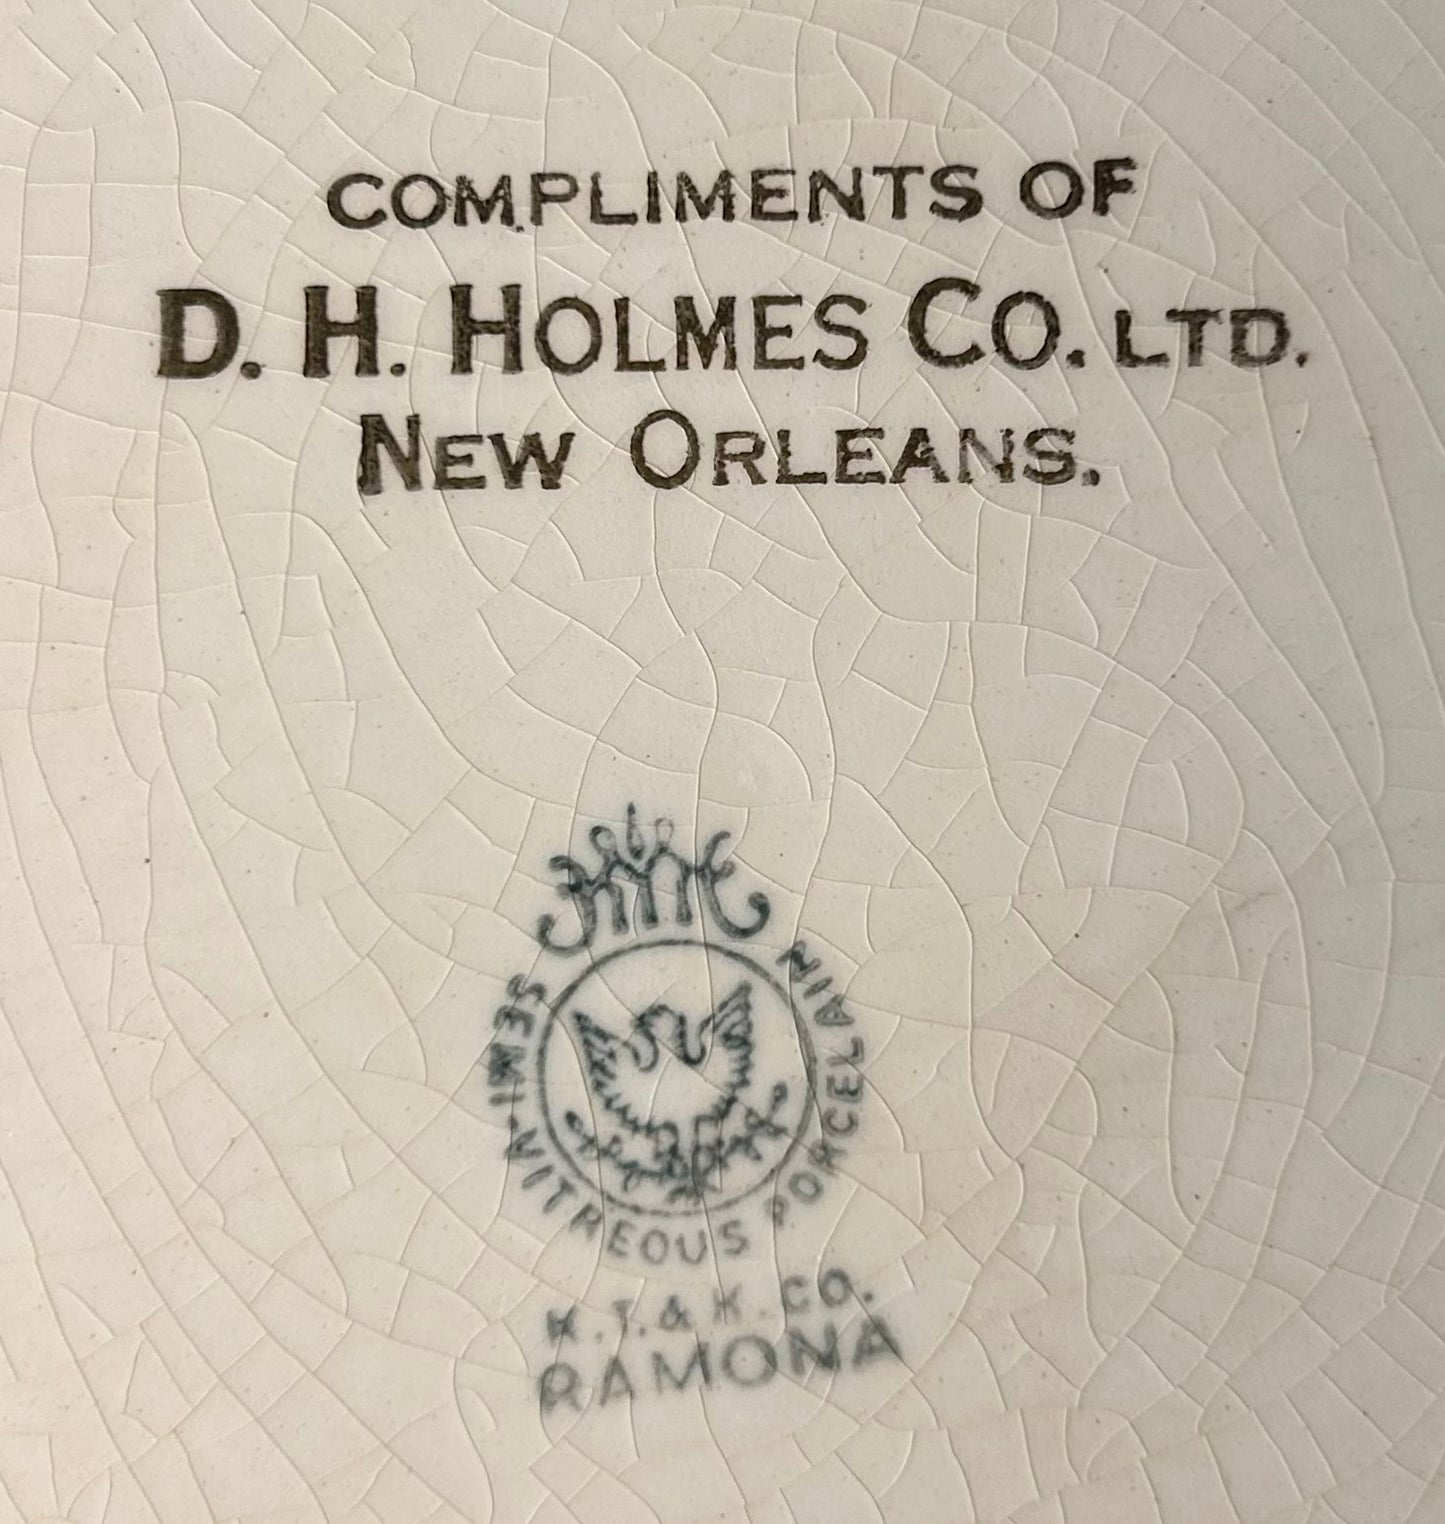 COMPLIMENTS OF
D. H. HOLMES CO. LTD.
NEW ORLEANS.
SEMI-VITREOUS PORCELAIN
K.T.& K. CO.
RAMONA